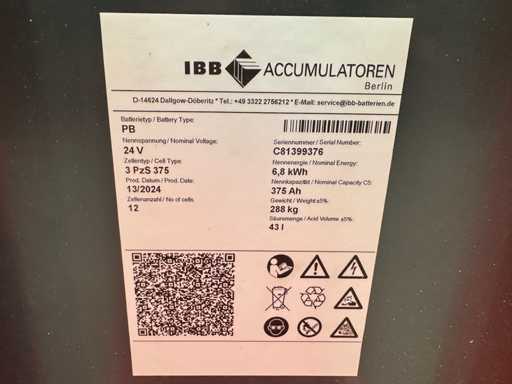 IBB ACCUMULATOREN
Berlin
D-14624 Dallgow-Döberitz * Tel.: +49 3322 2756212 * E-Mail: service@ibb-batterien.de
Batterietyp / Battery Type:
PB
Nennspannung / Nominal Voltage:
24 V
Zellentyp / Cell Type:
3 PzS 375
Prod. Datum / Prod. Date:
13/2024
Zellenanzahl / No of cells
12
Seriennummer / Serial Number:
C81399376
Nennenergie / Nominal Energy:
6,8 kWh
Nennkapazität / Nominal Capacity C5:
375 Ah
Gewicht / Weight ±5%:
288 kg
Säuremenge / Acid Volume ±5%:
43 l